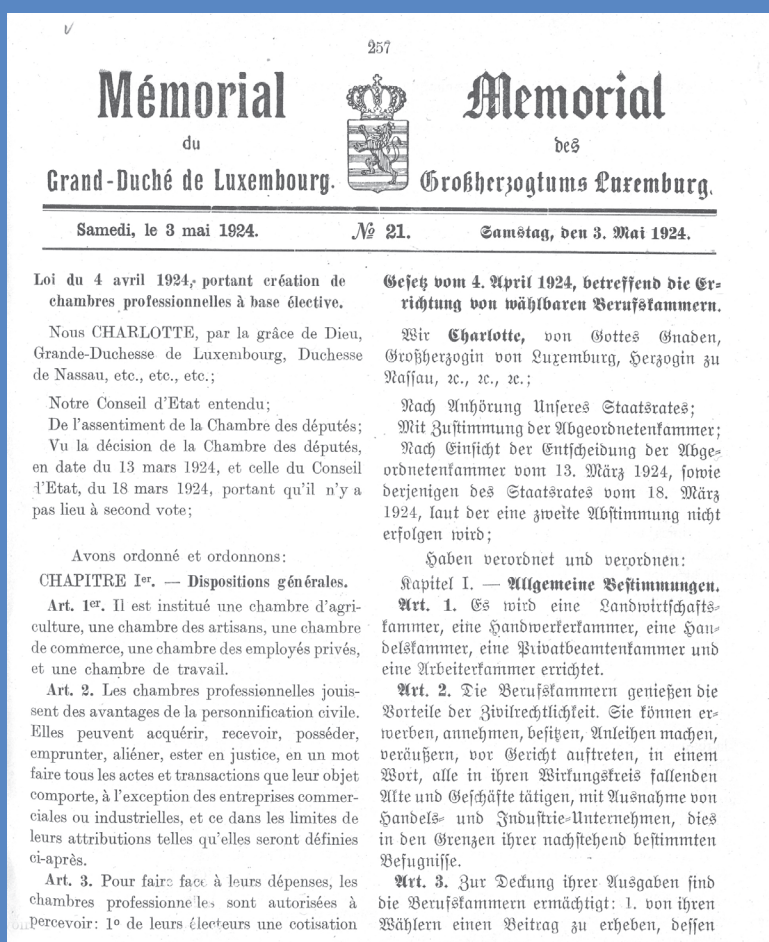 257
Mémorial
du
Grand-Duché de Luxembourg.
Memorial
des
Großherzogtums Luxemburg.
Samedi, le 3 mai 1924.
№ 21.
Samstag, den 3. Mai 1924.
Loi du 4 avril 1924, portant création de
chambres professionnelles à base élective.
Nous CHARLOTTE, par la grâce de Dieu,
Grande-Duchesse de Luxembourg, Duchesse
de Nassau, etc., etc., etc.;
Notre Conseil d'Etat entendu;
De l'assentiment de la Chambre des députés;
Vu la décision de la Chambre des députés,
en date du 13 mars 1924, et celle du Conseil
d'Etat, du 18 mars 1924, portant qu'il n'y a
pas lieu à second vote;
Avons ordonné et ordonnons:
CHAPITRE Ier. — Dispositions générales.
Art. 1er. Il est institué une chambre d'agri-
culture, une chambre des artisans, une chambre
de commerce, une chambre des employés privés,
et une chambre de travail.
Art. 2. Les chambres professionnelles jouis-
sent des avantages de la personnification civile.
Elles peuvent acquérir, recevoir, posséder,
emprunter, aliéner, ester en justice, en un mot
faire tous les actes et transactions que leur objet
comporte, à l'exception des entreprises commer-
ciales ou industrielles, et ce dans les limites de
leurs attributions telles qu'elles seront définies
ci-après.
Art. 3. Pour faire face à leurs dépenses, les
chambres professionnelles sont autorisées à
percevoir: 1o de leurs électeurs une cotisation
Gesetz vom 4. April 1924, betreffend die Er-
richtung von wählbaren Berufskammern.
Wir Charlotte, von Gottes Gnaden,
Großherzogin von Luxemburg, Herzogin zu
Nassau, 2c., 2c., 2c.;
Nach Anhörung Unseres Staatsrates;
Mit Zustimmung der Abgeordnetenkammer;
Nach Einsicht der Entscheidung der Abge-
ordnetenkammer vom 13. März 1924, sowie
derjenigen des Staatsrates vom 18. März
1924, laut der eine zweite Abstimmung nicht
erfolgen wird;
Haben verordnet und verordnen:
Kapitel I. — Allgemeine Bestimmungen.
Art. 1. Es wird eine Landwirtschafts-
kammer, eine Handwerkerkammer, eine Han-
delskammer, eine Privatbeamtenkammer und
eine Arbeiterkammer errichtet.
Art. 2. Die Berufskammern genießen die
Vorteile der Zivilrechtlichkeit. Sie können er-
werben, annehmen, besitzen, Anleihen machen,
veräußern, vor Gericht auftreten, in einem
Wort, alle in ihren Wirkungskreis fallenden
Akte und Geschäfte tätigen, mit Ausnahme von
Handels- und Industrie-Unternehmen, dies
in den Grenzen ihrer nachstehend bestimmten
Befugnisse.
Art. 3. Zur Deckung ihrer Ausgaben sind
die Berufskammern ermächtigt: 1. von ihren
Wählern einen Beitrag zu erheben, dessen